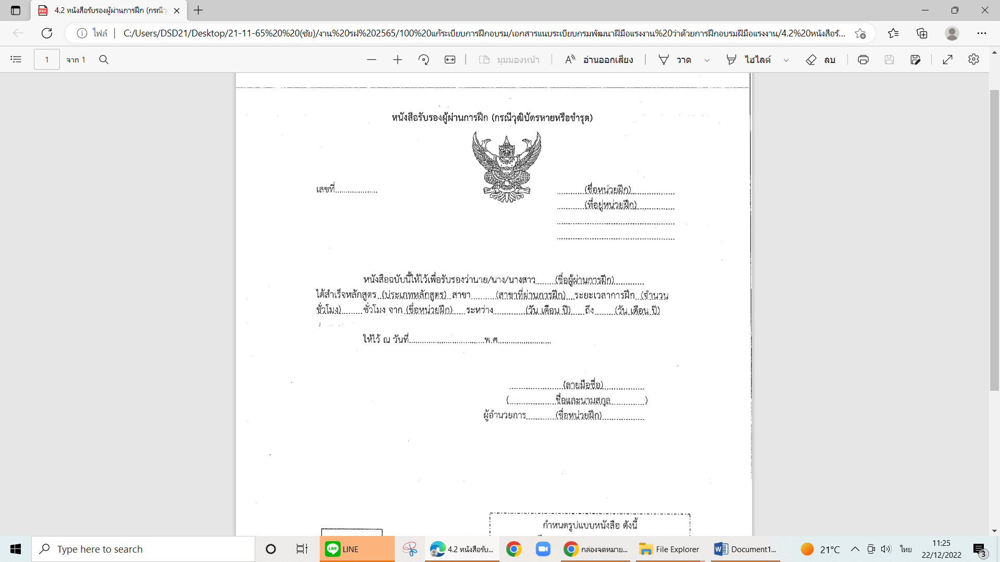 4.2 หนังสือรับรองผู้ผ่านการฝึก (กรณีวุ
ไฟล์
C:/Users/DSD21/Desktop/21-11-65%20%20(ชัย)/งาน%20รฝ%202565/100%20แก้ระเบียบการฝึกอบรม/เอกสารแนบระเบียบกรมพัฒนาฝีมือแรงงาน%20ว่าด้วยการฝึกอบรมฝีมือแรงงาน/4.2%20หนังสือรั...
1 จาก 1 มุมมองหน้า อ่านออกเสียง วาด ไฮไลต์ ลบ
หนังสือรับรองผู้ผ่านการฝึก (กรณีวุฒิบัตรหายหรือชำรุด)
เลขที่.................. (ชื่อหน่วยฝึก)
(ที่อยู่หน่วยฝึก)
หนังสือฉบับนี้ให้ไว้เพื่อรับรองว่านาย/นาง/นางสาว........(ชื่อผู้ผ่านการฝึก)............
ได้สำเร็จหลักสูตร..(ประเภทหลักสูตร)..สาขา..........(สาขาที่ผ่านการฝึก)....ระยะเวลาการฝึก..(จำนวน
ชั่วโมง)........ชั่วโมง จาก.(ชื่อหน่วยฝึก).....ระหว่าง.............(วัน เดือน ปี)......ถึง........(วัน เดือน ปี)
ให้ไว้ ณ วันที่..................................พ.ศ........................
(ลายมือชื่อ)
(....................ชื่อและนามสกุล...............)
ผู้อำนวยการ............(ชื่อหน่วยฝึก)..................
กำหนดรูปแบบหนังสือ ดังนี้
Type here to search
LINE
4.2 หนังสือรับ...
กล่องจดหมาย...
File Explorer
Document1...
21°C
ไทย
11:25
22/12/2022
3